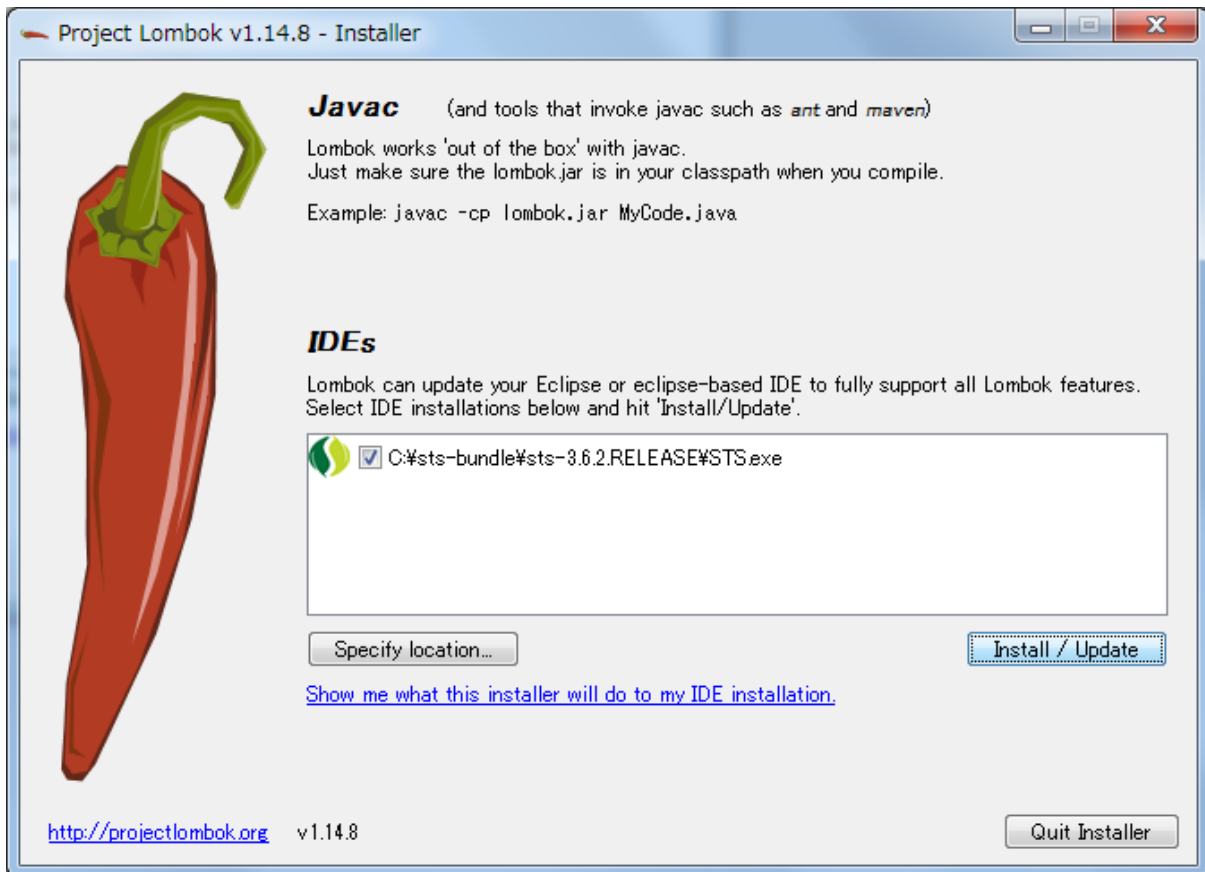 Project Lombok v1.14.8 - Installer
Javac (and tools that invoke javac such as ant and maven)
Lombok works 'out of the box' with javac.
Just make sure the lombok.jar is in your classpath when you compile.
Example: javac -cp lombok.jar MyCode.java
IDEs
Lombok can update your Eclipse or eclipse-based IDE to fully support all Lombok features.
Select IDE installations below and hit 'Install/Update'.
C:¥sts-bundle¥sts-3.6.2.RELEASE¥STS.exe
Specify location... Install / Update
Show me what this installer will do to my IDE installation.
http://projectlombok.org v1.14.8 Quit Installer